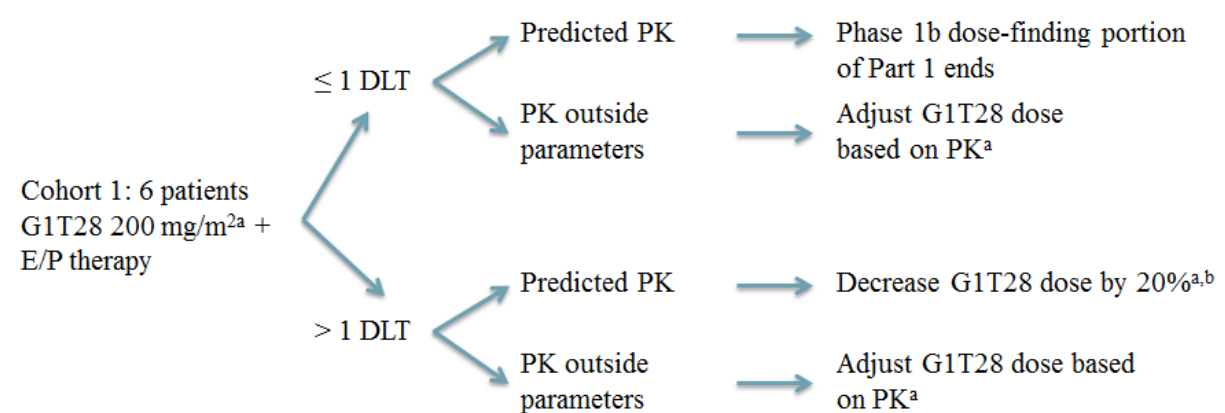 Cohort 1: 6 patients
G1T28 200 mg/m²ᵃ +
E/P therapy
≤ 1 DLT
Predicted PK
Phase 1b dose-finding portion
of Part 1 ends
PK outside
parameters
Adjust G1T28 dose
based on PKᵃ
> 1 DLT
Predicted PK
Decrease G1T28 dose by 20%ᵃ,ᵇ
PK outside
parameters
Adjust G1T28 dose based
on PKᵃ